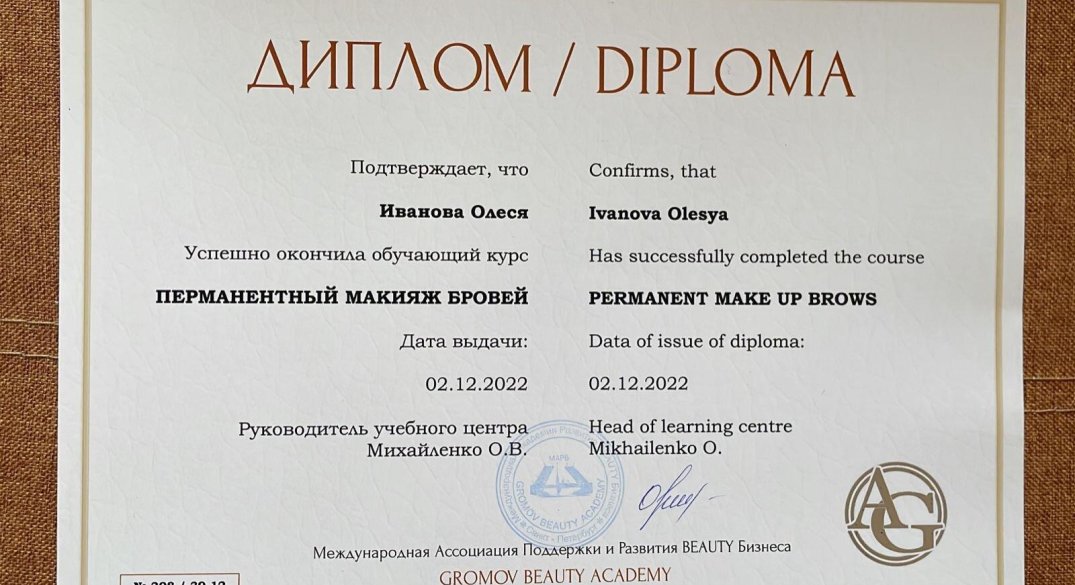 ДИПЛОМ / DIPLOMA
Подтверждает, что
Confirms, that
Иванова Олеся
Ivanova Olesya
Успешно окончила обучающий курс
Has successfully completed the course
ПЕРМАНЕНТНЫЙ МАКИЯЖ БРОВЕЙ
PERMANENT MAKE UP BROWS
Дата выдачи:
Data of issue of diploma:
02.12.2022
02.12.2022
Руководитель учебного центра
Head of learning centre
Михайленко О.В.
Mikhailenko O.
МАРБ
GROMOV BEAUTY ACADEMY
Санкт - Петербург
AG
Международная Ассоциация Поддержки и Развития BEAUTY Бизнеса
GROMOV BEAUTY ACADEMY